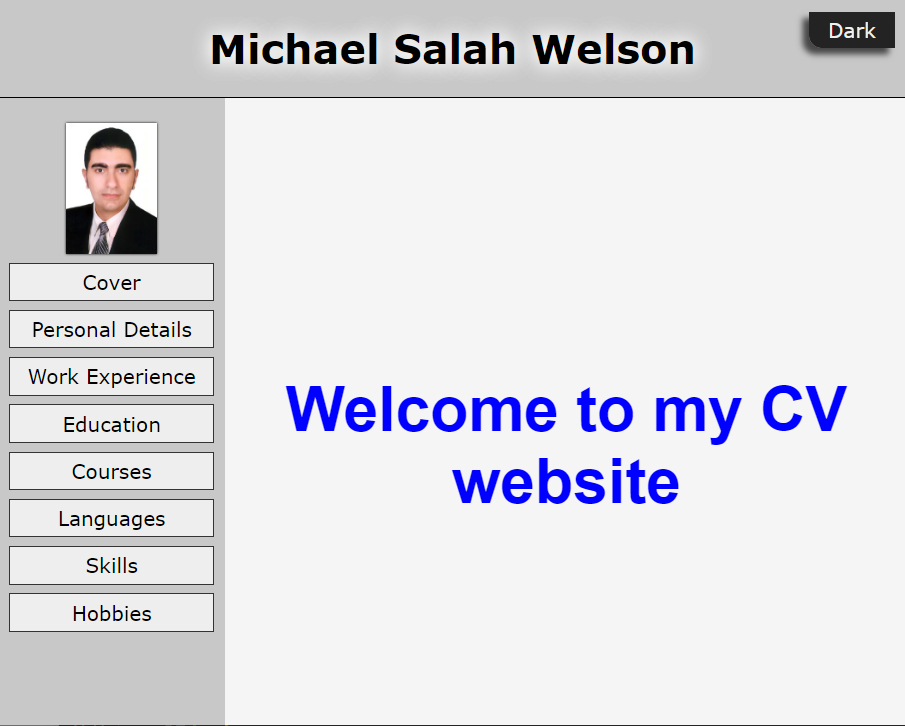 Michael Salah Welson
Dark
Cover
Personal Details
Work Experience
Education
Courses
Languages
Skills
Hobbies
Welcome to my CV
website